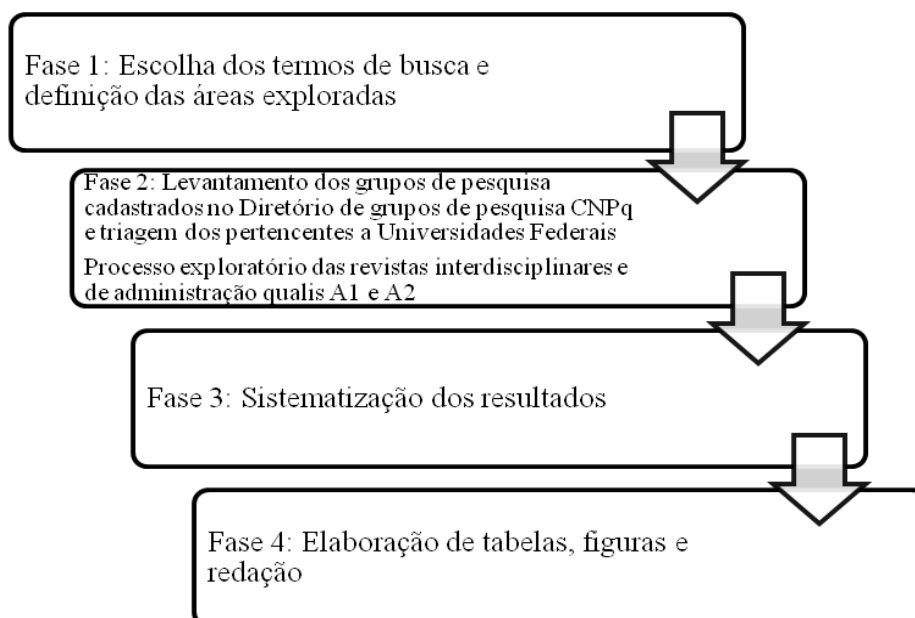 Fase 1: Escolha dos termos de busca e
definição das áreas exploradas
Fase 2: Levantamento dos grupos de pesquisa
cadastrados no Diretório de grupos de pesquisa CNPq
e triagem dos pertencentes a Universidades Federais
Processo exploratório das revistas interdisciplinares e
de administração qualis A1 e A2
Fase 3: Sistematização dos resultados
Fase 4: Elaboração de tabelas, figuras e
redação